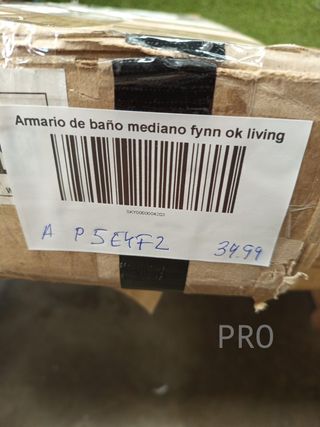 Armario de baño mediano fynn ok living
A P5E4F2 34.99
PRO